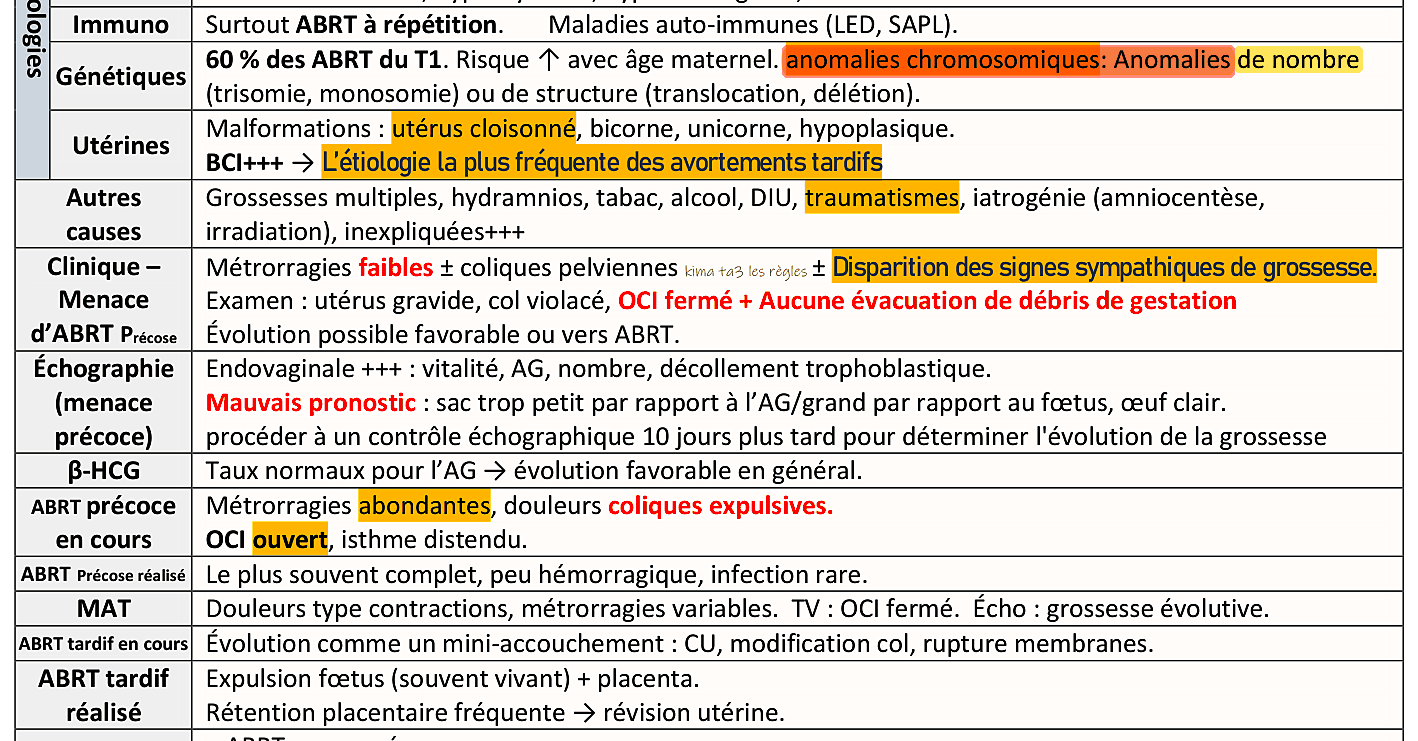 ologies
Immuno Surtout ABRT à répétition. Maladies auto-immunes (LED, SAPL).
Génétiques 60 % des ABRT du T1. Risque ↑ avec âge maternel. anomalies chromosomiques: Anomalies de nombre
(trisomie, monosomie) ou de structure (translocation, délétion).
Utérines Malformations : utérus cloisonné, bicorne, unicorne, hypoplasique.
BCI+++ → L'étiologie la plus fréquente des avortements tardifs
Autres causes Grossesses multiples, hydramnios, tabac, alcool, DIU, traumatismes, iatrogénie (amniocentèse,
irradiation), inexpliquées+++
Clinique – Métrorragies faibles ± coliques pelviennes kima ta3 les règles ± Disparition des signes sympathiques de grossesse.
Menace Examen : utérus gravide, col violacé, OCI fermé + Aucune évacuation de débris de gestation
d'ABRT Précose Évolution possible favorable ou vers ABRT.
Échographie Endovaginale +++ : vitalité, AG, nombre, décollement trophoblastique.
(menace Mauvais pronostic : sac trop petit par rapport à l'AG/grand par rapport au fœtus, œuf clair.
précoce) procéder à un contrôle échographique 10 jours plus tard pour déterminer l'évolution de la grossesse
β-HCG Taux normaux pour l'AG → évolution favorable en général.
ABRT précoce Métrorragies abondantes, douleurs coliques expulsives.
en cours OCI ouvert, isthme distendu.
ABRT Précose réalisé Le plus souvent complet, peu hémorragique, infection rare.
MAT Douleurs type contractions, métrorragies variables. TV : OCI fermé. Écho : grossesse évolutive.
ABRT tardif en cours Évolution comme un mini-accouchement : CU, modification col, rupture membranes.
ABRT tardif Expulsion fœtus (souvent vivant) + placenta.
réalisé Rétention placentaire fréquente → révision utérine.